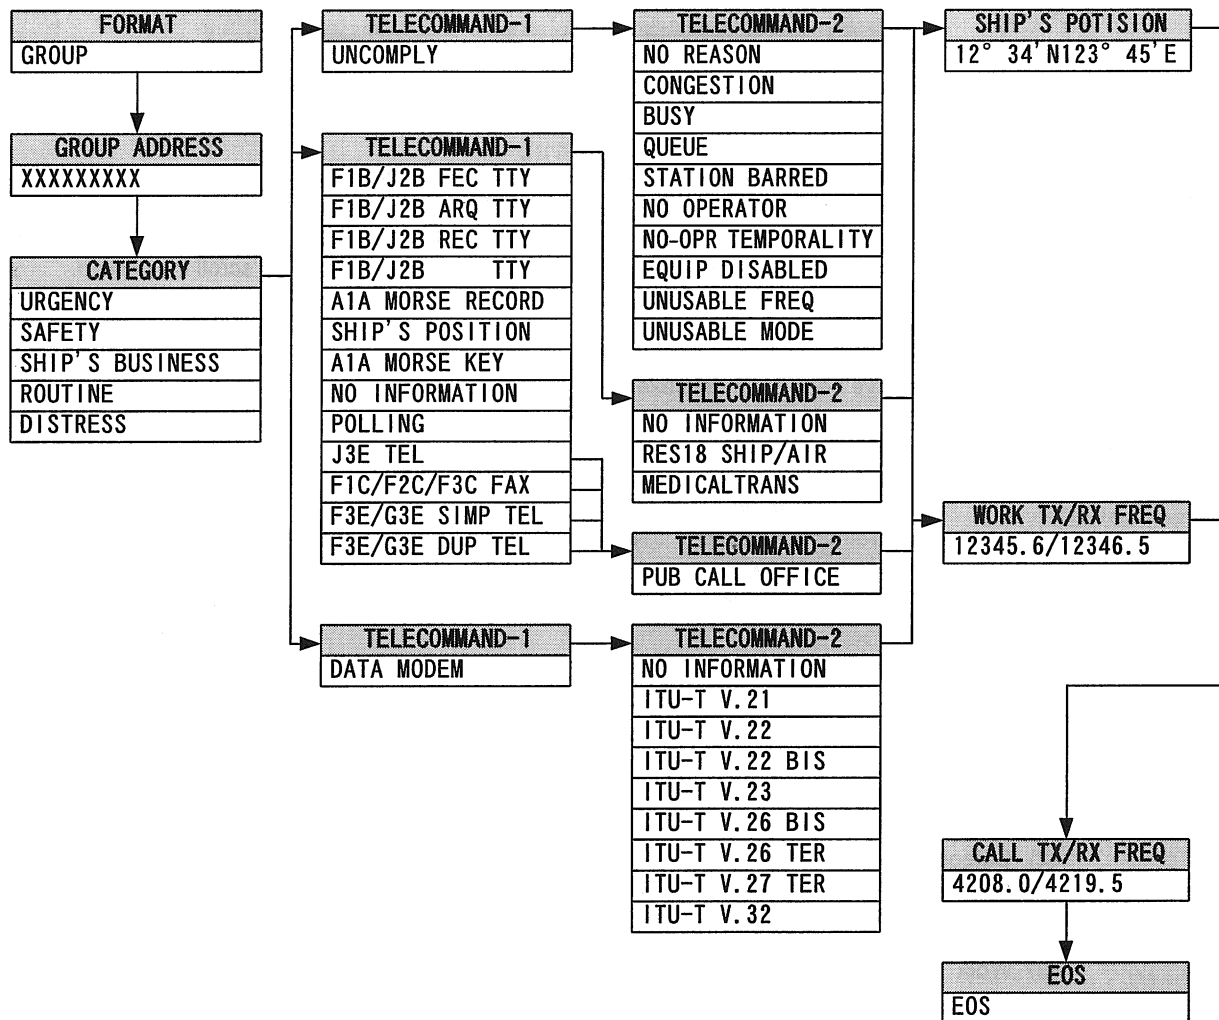 FORMAT
GROUP
GROUP ADDRESS
XXXXXXXXX
CATEGORY
URGENCY
SAFETY
SHIP'S BUSINESS
ROUTINE
DISTRESS
TELECOMMAND-1
UNCOMPLY
TELECOMMAND-1
F1B/J2B FEC TTY
F1B/J2B ARQ TTY
F1B/J2B REC TTY
F1B/J2B TTY
A1A MORSE RECORD
SHIP'S POSITION
A1A MORSE KEY
NO INFORMATION
POLLING
J3E TEL
F1C/F2C/F3C FAX
F3E/G3E SIMP TEL
F3E/G3E DUP TEL
TELECOMMAND-1
DATA MODEM
TELECOMMAND-2
NO REASON
CONGESTION
BUSY
QUEUE
STATION BARRED
NO OPERATOR
NO-OPR TEMPORALITY
EQUIP DISABLED
UNUSABLE FREQ
UNUSABLE MODE
TELECOMMAND-2
NO INFORMATION
RES18 SHIP/AIR
MEDICALTRANS
TELECOMMAND-2
PUB CALL OFFICE
TELECOMMAND-2
NO INFORMATION
ITU-T V.21
ITU-T V.22
ITU-T V.22 BIS
ITU-T V.23
ITU-T V.26 BIS
ITU-T V.26 TER
ITU-T V.27 TER
ITU-T V.32
SHIP'S POTISION
12° 34'N123° 45'E
WORK TX/RX FREQ
12345.6/12346.5
CALL TX/RX FREQ
4208.0/4219.5
EOS
EOS